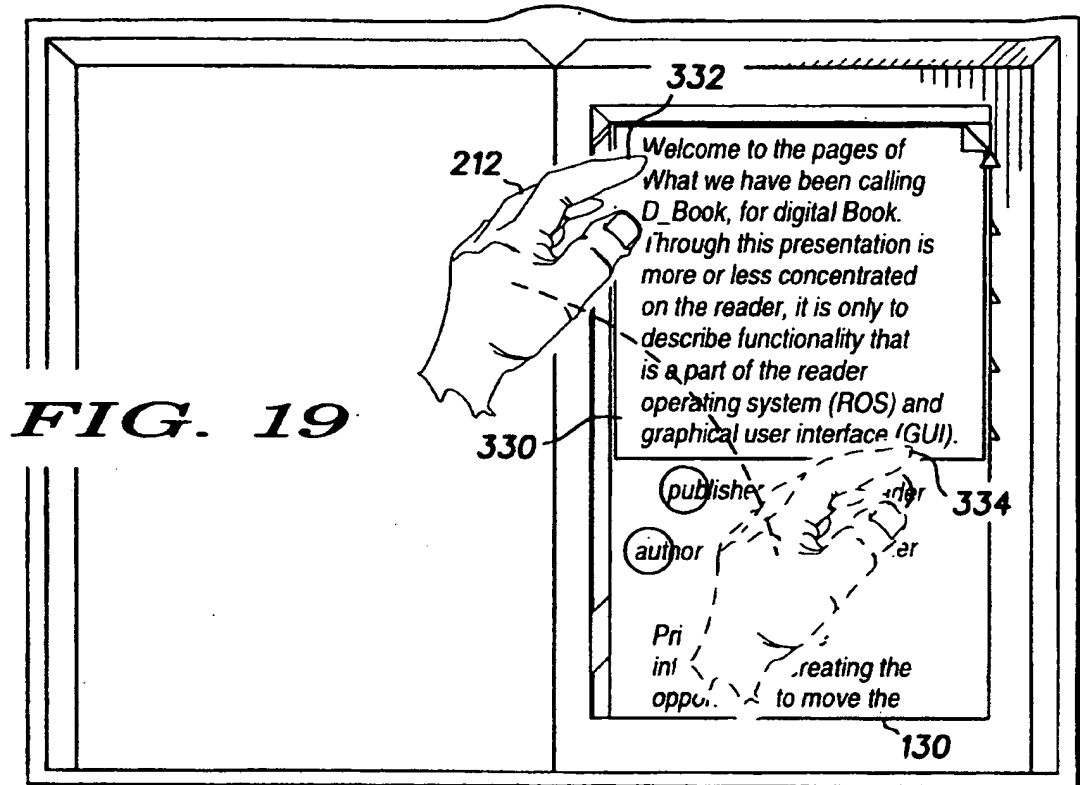 332
212
Welcome to the pages of
What we have been calling
D_Book, for digital Book.
Through this presentation is
more or less concentrated
on the reader, it is only to
describe functionality that
is a part of the reader
operating system (ROS) and
graphical user interface (GUI).
FIG. 19
330
publisher
334
author
creating the
to move the
130